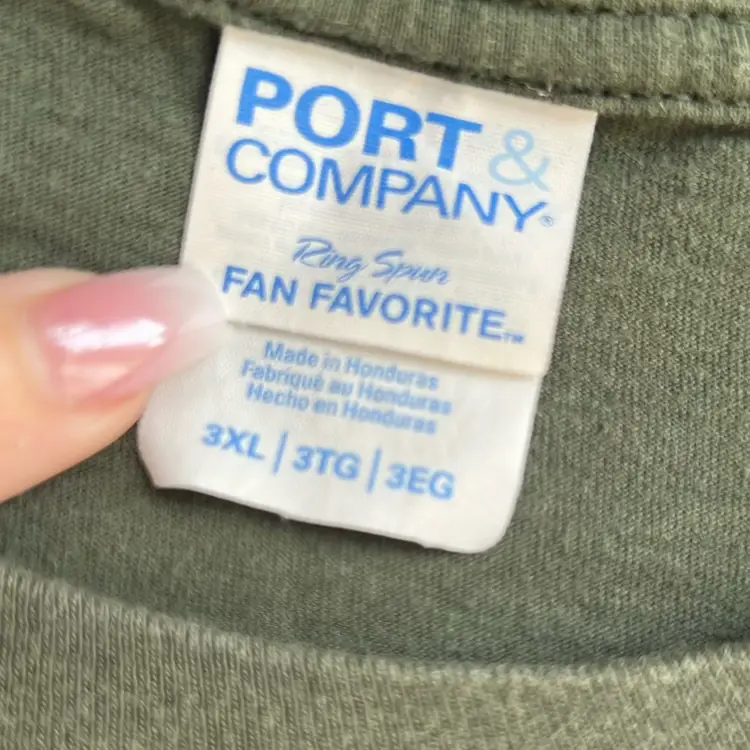 PORT &
COMPANY®
Ring Spun
FAN FAVORITE™
Made in Honduras
Fabriqué au Honduras
Hecho en Honduras
3XL | 3TG | 3EG